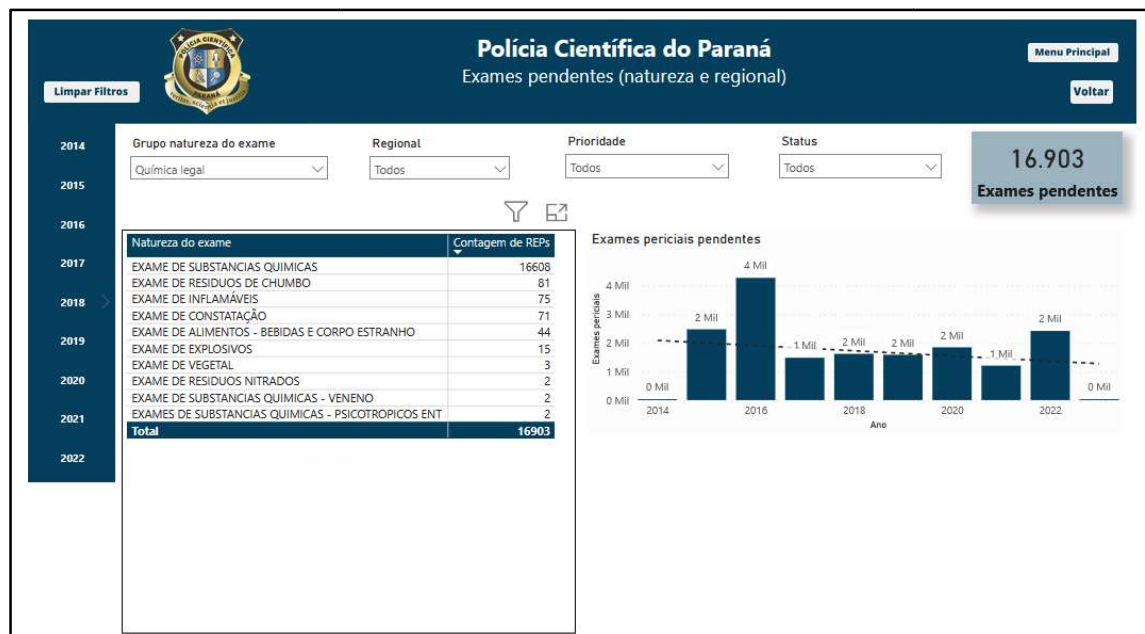 POLÍCIA CIENTÍFICA
PARANÁ
Polícia Científica do Paraná
Exames pendentes (natureza e regional)
Menu Principal
Limpar Filtros
Voltar
2014
2015
2016
2017
2018
2019
2020
2021
2022
Grupo natureza do exame
Química legal
Regional
Todos
Prioridade
Todos
Status
Todos
16.903
Exames pendentes
Natureza do exame Contagem de REPs
EXAME DE SUBSTANCIAS QUIMICAS 16608
EXAME DE RESIDUOS DE CHUMBO 81
EXAME DE INFLAMÁVEIS 75
EXAME DE CONSTATAÇÃO 71
EXAME DE ALIMENTOS - BEBIDAS E CORPO ESTRANHO 44
EXAME DE EXPLOSIVOS 15
EXAME DE VEGETAL 3
EXAME DE RESIDUOS NITRADOS 2
EXAME DE SUBSTANCIAS QUIMICAS - VENENO 2
EXAMES DE SUBSTANCIAS QUIMICAS - PSICOTROPICOS ENT 2
Total 16903
Exames periciais pendentes
Exames periciais
4 Mil
3 Mil
2 Mil
1 Mil
0 Mil
0 Mil
2 Mil
4 Mil
1 Mil
2 Mil
2 Mil
2 Mil
1 Mil
2 Mil
0 Mil
2014 2016 2018 2020 2022
Ano